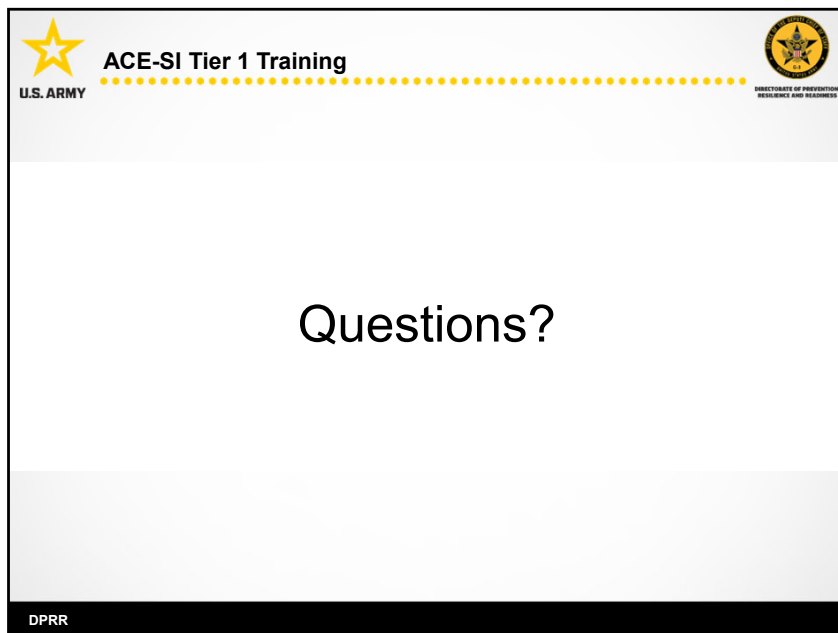 ACE-SI Tier 1 Training
U.S. ARMY
DIRECTORATE OF PREVENTION
RESILIENCE AND READINESS
Questions?
DPRR